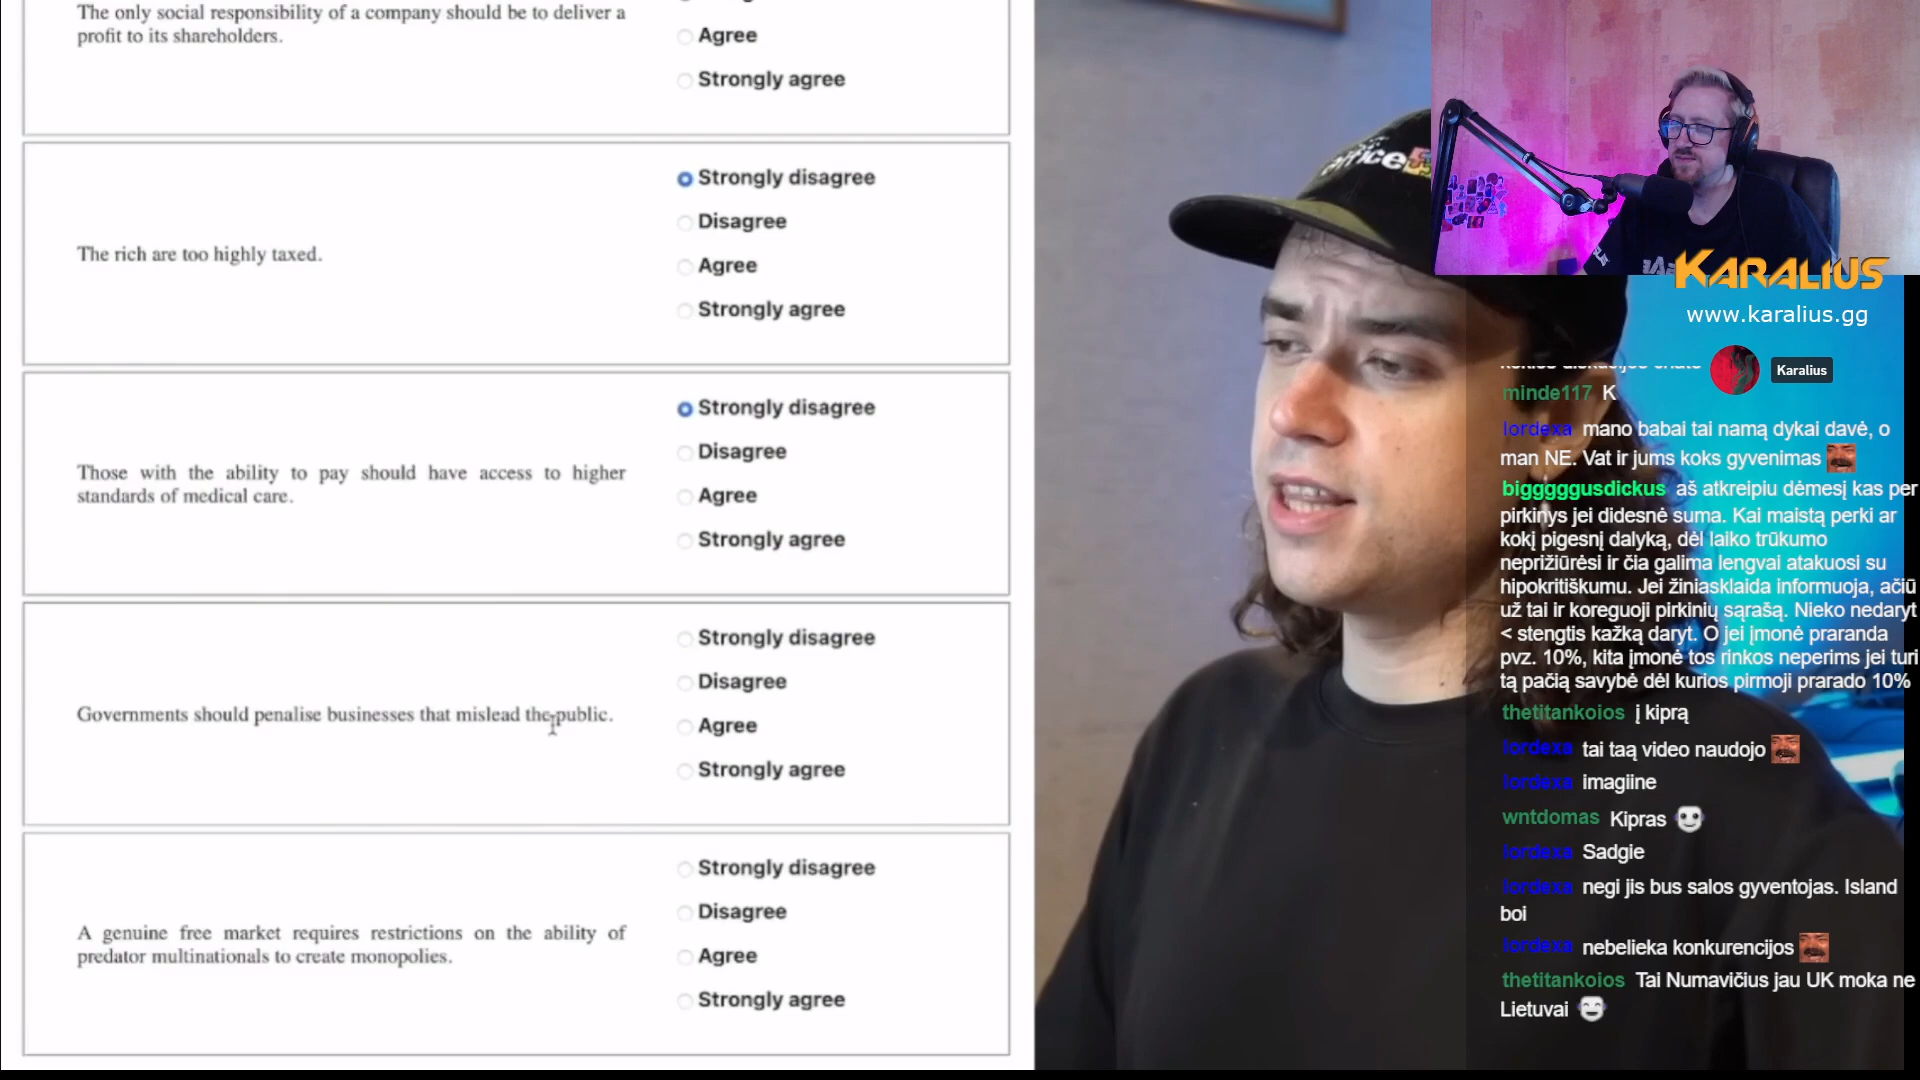 The only social responsibility of a company should be to deliver a
profit to its shareholders.
Agree
Strongly agree
The rich are too highly taxed.
Strongly disagree
Disagree
Agree
Strongly agree
Those with the ability to pay should have access to higher
standards of medical care.
Strongly disagree
Disagree
Agree
Strongly agree
Governments should penalise businesses that mislead the public.
Strongly disagree
Disagree
Agree
Strongly agree
A genuine free market requires restrictions on the ability of
predator multinationals to create monopolies.
Strongly disagree
Disagree
Agree
Strongly agree
KARALIUS
www.karalius.gg
Karalius
minde117 K
lordexa mano babai tai namą dykai davė, o
man NE. Vat ir jums koks gyvenimas
bigggggusdickus aš atkreipiu dėmesį kas per
pirkinys jei didesnė suma. Kai maistą perki ar
kokį pigesnį dalyką, dėl laiko trūkumo
neprižiūrėsi ir čia galima lengvai atakuosi su
hipokritiškumu. Jei žiniasklaida informuoja, ačiū
už tai ir koreguoji pirkinių sąrašą. Nieko nedaryt
< stengtis kažką daryt. O jei įmonė praranda
pvz. 10%, kita įmonė tos rinkos neperims jei turi
tą pačią savybė dėl kurios pirmoji prarado 10%
thetitankoios į kiprą
lordexa tai taą video naudojo
lordexa imagiine
wntdomas Kipras
lordexa Sadgie
lordexa negi jis bus salos gyventojas. Island
boi
lordexa nebelieka konkurencijos
thetitankoios Tai Numavičius jau UK moka ne
Lietuvai